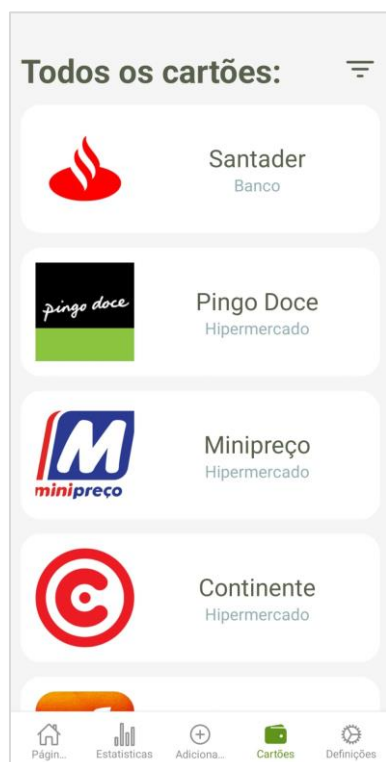 Todos os cartões:
Santader
Banco
pingo doce
Pingo Doce
Hipermercado
M
minipreço
Minipreço
Hipermercado
C
Continente
Hipermercado
Págin...
Estatisticas
Adiciona...
Cartões
Definições